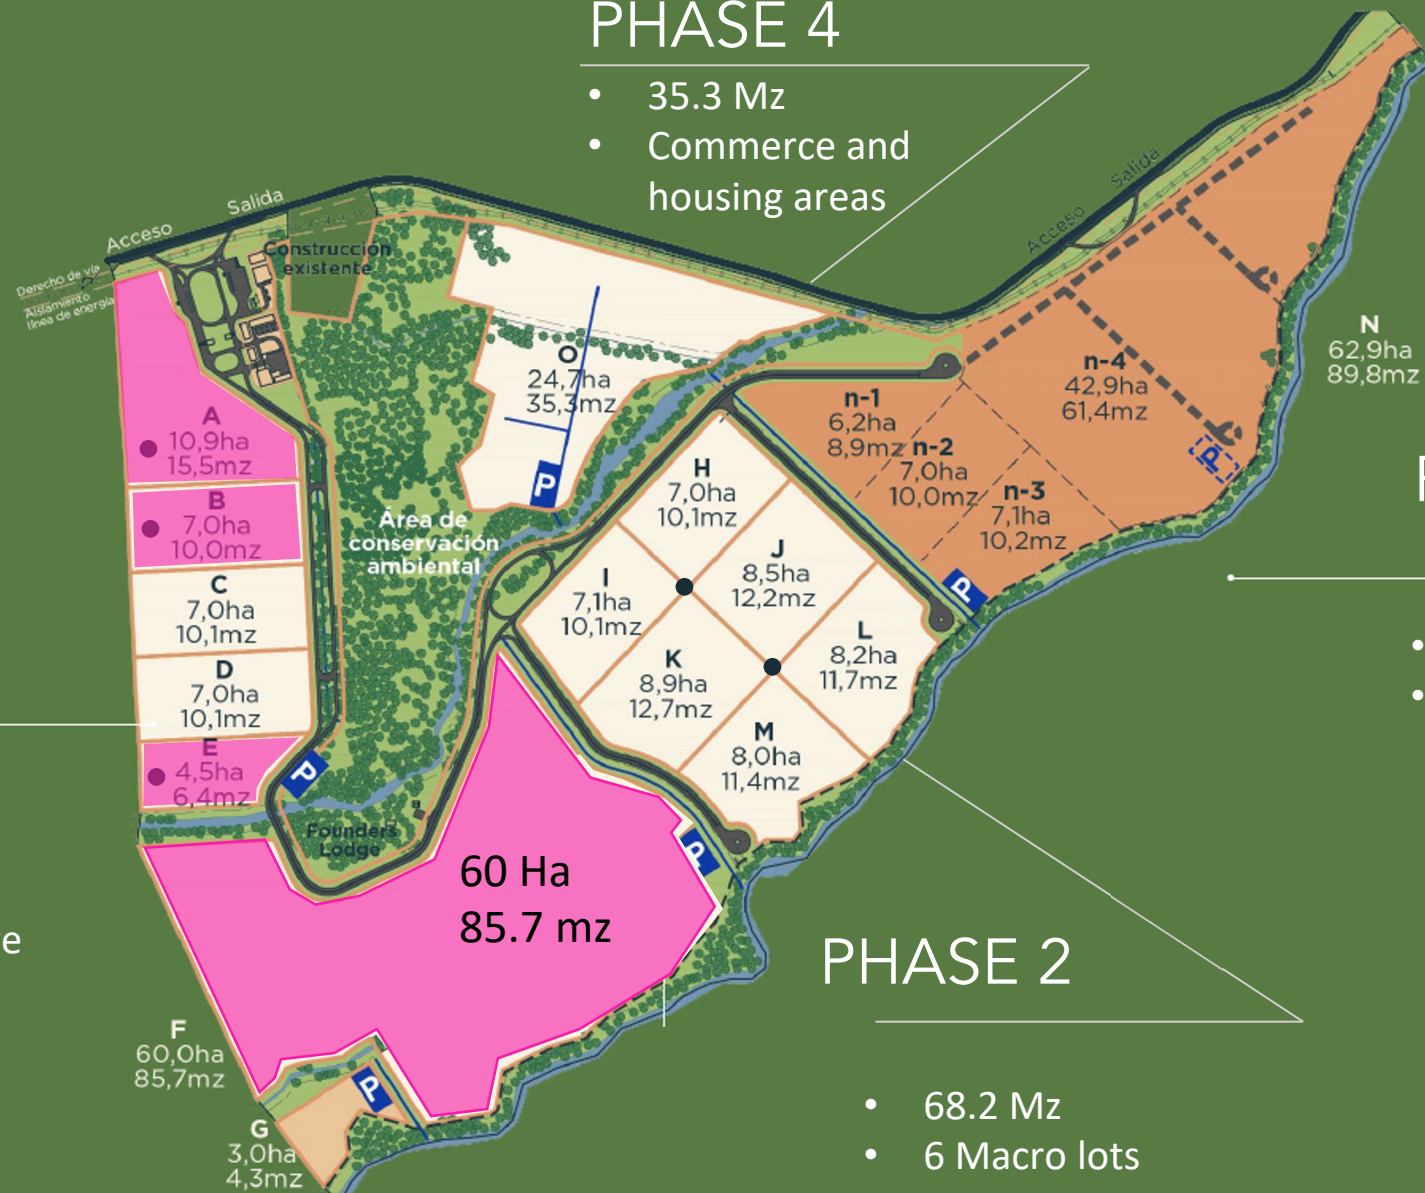 PHASE 4
• 35.3 Mz
• Commerce and
housing areas
Salida
Acceso
Derecho de vía
Aislamiento
línea de energía
Construcción
existente
Salida
Acceso
A
10,9ha
15,5mz
B
7,0ha
10,0mz
C
7,0ha
10,1mz
D
7,0ha
10,1mz
E
4,5ha
6,4mz
P
Área de
conservación
ambiental
O
24,7ha
35,3mz
P
H
7,0ha
10,1mz
I
7,1ha
10,1mz
J
8,5ha
12,2mz
K
8,9ha
12,7mz
L
8,2ha
11,7mz
M
8,0ha
11,4mz
n-1
6,2ha
8,9mz
n-2
7,0ha
10,0mz
n-3
7,1ha
10,2mz
n-4
42,9ha
61,4mz
P
P
N
62,9ha
89,8mz
Founders
Lodge
P
60 Ha
85.7 mz
F
60,0ha
85,7mz
P
G
3,0ha
4,3mz
PHASE 2
• 68.2 Mz
• 6 Macro lots